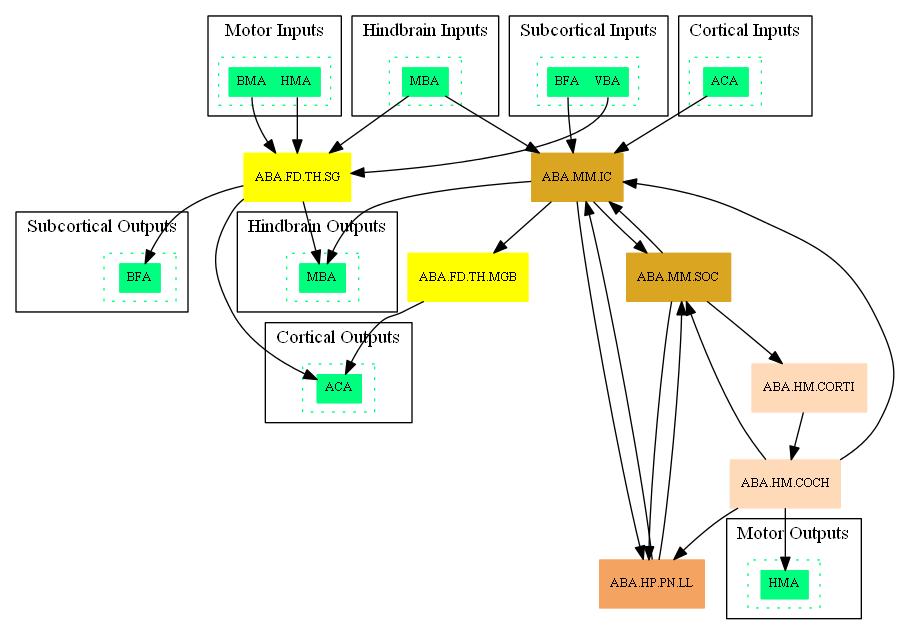 Motor Inputs
Hindbrain Inputs
Subcortical Inputs
Cortical Inputs
BMA HMA
MBA
BFA VBA
ACA
ABA.FD.TH.SG
ABA.MM.IC
Subcortical Outputs
Hindbrain Outputs
BFA
MBA
ABA.FD.TH.MGB
ABA.MM.SOC
Cortical Outputs
ACA
ABA.HM.CORTI
ABA.HM.COCH
Motor Outputs
ABA.HP.PN.LL
HMA